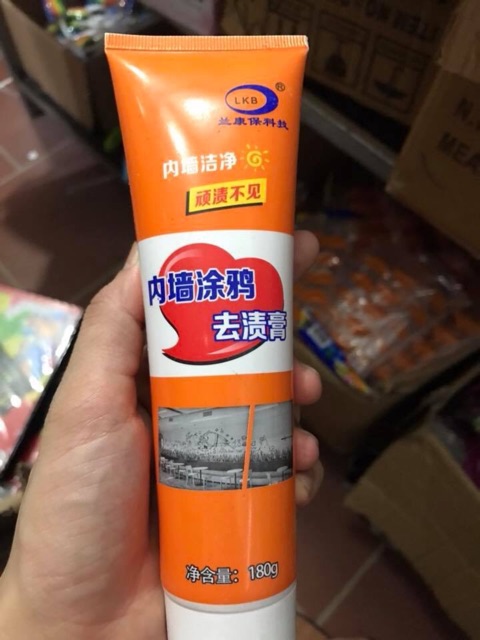 LKB®
兰康保科技
内墙洁净
顽渍不见
内墙涂鸦
去渍膏
净含量：180g